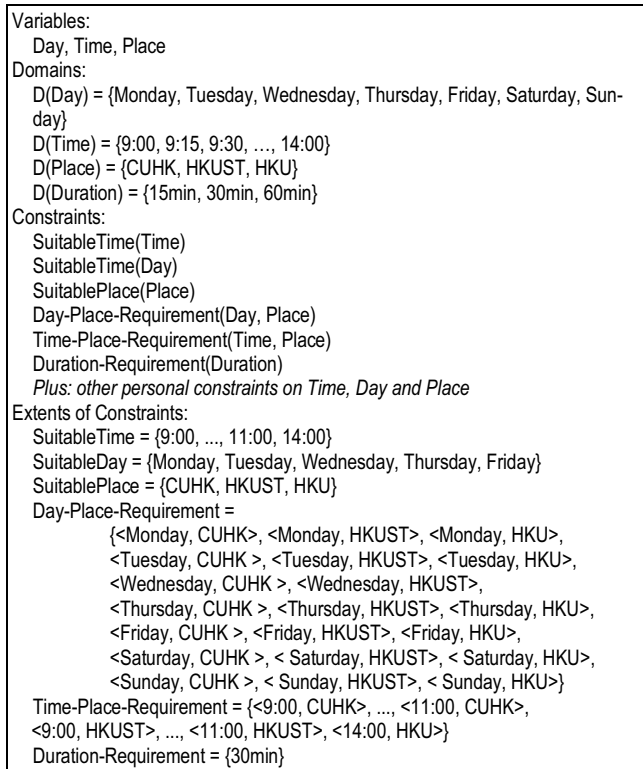 Variables:
Day, Time, Place
Domains:
D(Day) = {Monday, Tuesday, Wednesday, Thursday, Friday, Saturday, Sun-
day}
D(Time) = {9:00, 9:15, 9:30, …, 14:00}
D(Place) = {CUHK, HKUST, HKU}
D(Duration) = {15min, 30min, 60min}
Constraints:
SuitableTime(Time)
SuitableTime(Day)
SuitablePlace(Place)
Day-Place-Requirement(Day, Place)
Time-Place-Requirement(Time, Place)
Duration-Requirement(Duration)
Plus: other personal constraints on Time, Day and Place
Extents of Constraints:
SuitableTime = {9:00, ..., 11:00, 14:00}
SuitableDay = {Monday, Tuesday, Wednesday, Thursday, Friday}
SuitablePlace = {CUHK, HKUST, HKU}
Day-Place-Requirement =
{<Monday, CUHK>, <Monday, HKUST>, <Monday, HKU>,
<Tuesday, CUHK >, <Tuesday, HKUST>, <Tuesday, HKU>,
<Wednesday, CUHK >, <Wednesday, HKUST>,
<Thursday, CUHK >, <Thursday, HKUST>, <Thursday, HKU>,
<Friday, CUHK >, <Friday, HKUST>, <Friday, HKU>,
<Saturday, CUHK >, < Saturday, HKUST>, < Saturday, HKU>,
<Sunday, CUHK >, < Sunday, HKUST>, < Sunday, HKU>}
Time-Place-Requirement = {<9:00, CUHK>, ..., <11:00, CUHK>,
<9:00, HKUST>, ..., <11:00, HKUST>, <14:00, HKU>}
Duration-Requirement = {30min}